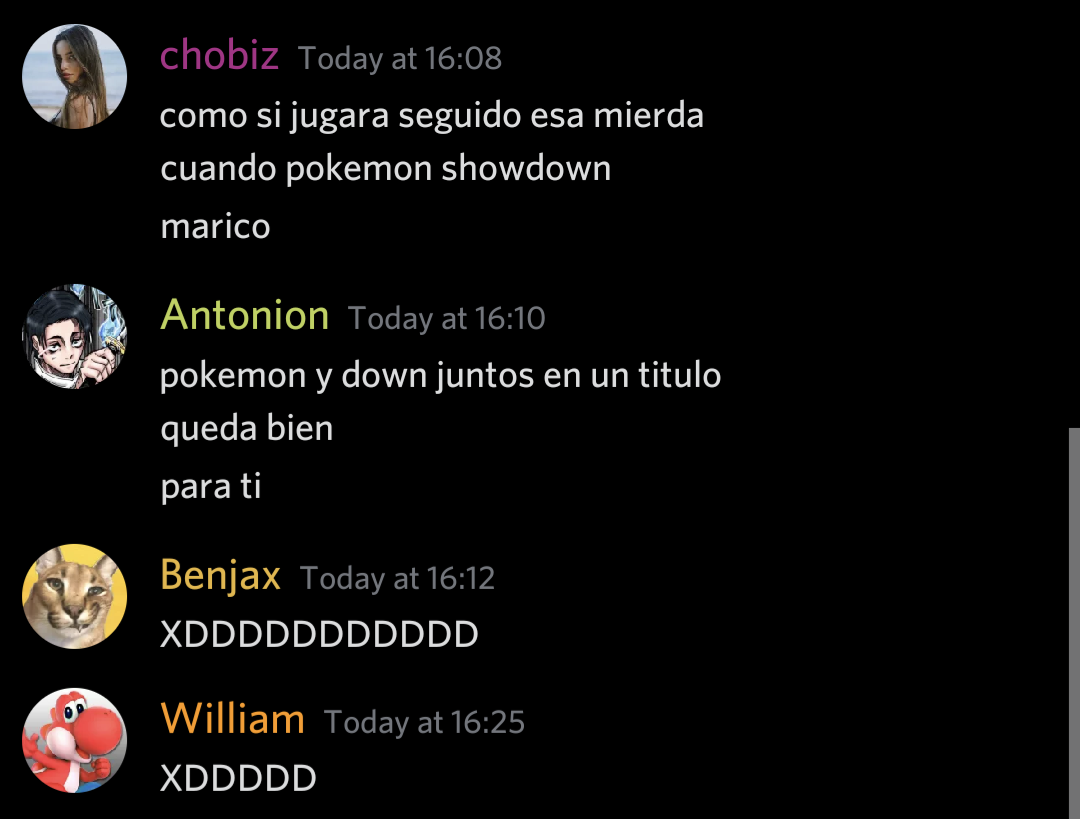 chobiz Today at 16:08
como si jugara seguido esa mierda
cuando pokemon showdown
marico
Antonion Today at 16:10
pokemon y down juntos en un titulo
queda bien
para ti
Benjax Today at 16:12
XDDDDDDDDDDD
William Today at 16:25
XDDDDD